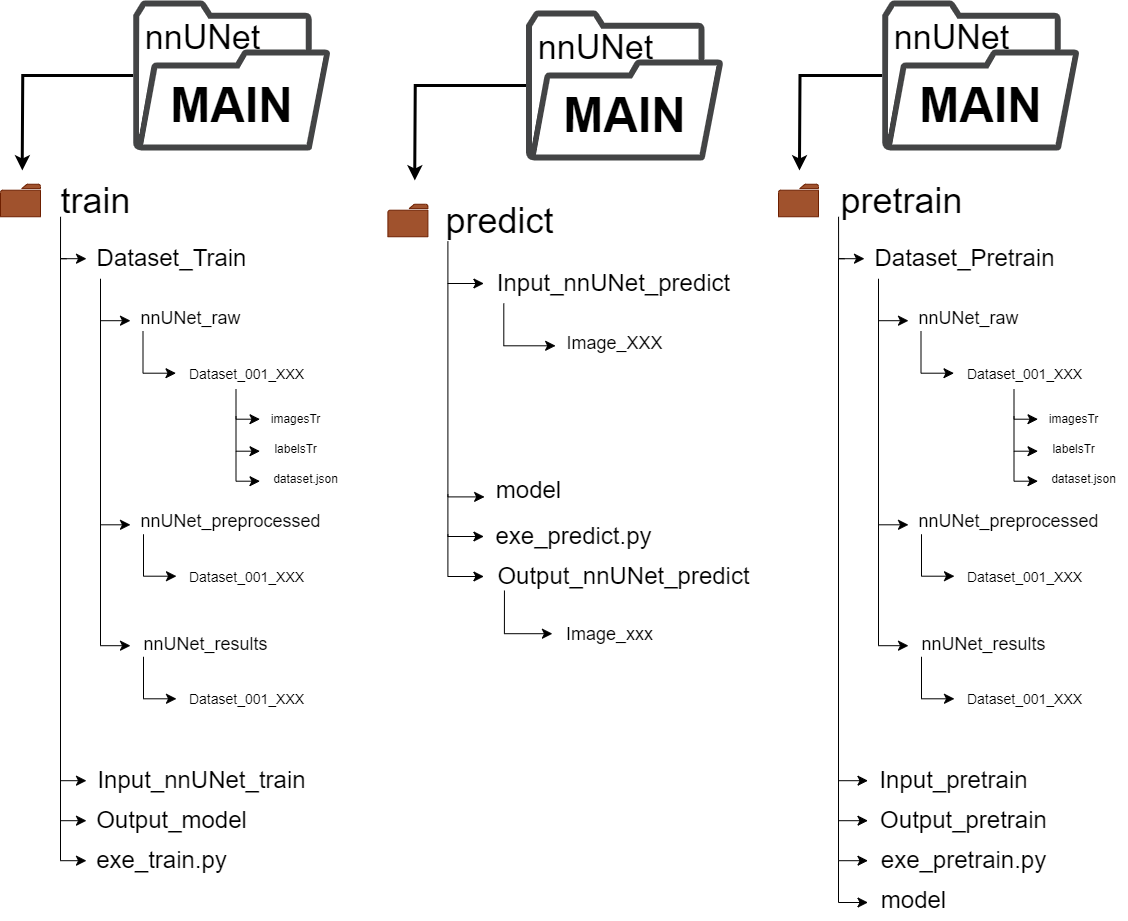 nnUNet
MAIN
train
Dataset_Train
nnUNet_raw
Dataset_001_XXX
imagesTr
labelsTr
dataset.json
nnUNet_preprocessed
Dataset_001_XXX
nnUNet_results
Dataset_001_XXX
Input_nnUNet_train
Output_model
exe_train.py
nnUNet
MAIN
predict
Input_nnUNet_predict
Image_XXX
model
exe_predict.py
Output_nnUNet_predict
Image_xxx
nnUNet
MAIN
pretrain
Dataset_Pretrain
nnUNet_raw
Dataset_001_XXX
imagesTr
labelsTr
dataset.json
nnUNet_preprocessed
Dataset_001_XXX
nnUNet_results
Dataset_001_XXX
Input_pretrain
Output_pretrain
exe_pretrain.py
model